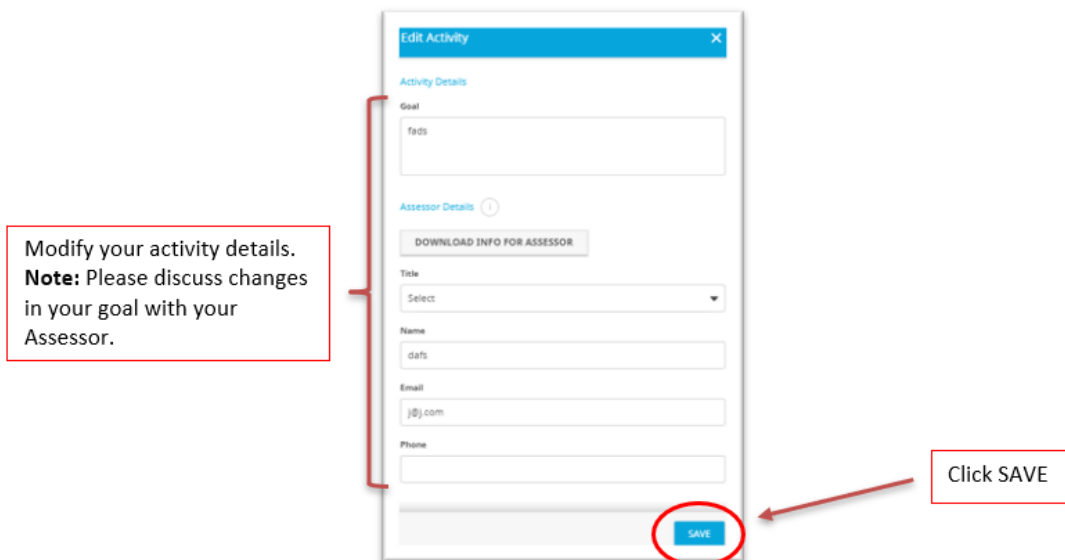 Edit Activity
Activity Details
Goal
fads
Assessor Details
DOWNLOAD INFO FOR ASSESSOR
Title
Select
Name
dafs
Email
j@j.com
Phone
SAVE
Modify your activity details.
Note: Please discuss changes
in your goal with your
Assessor.
Click SAVE